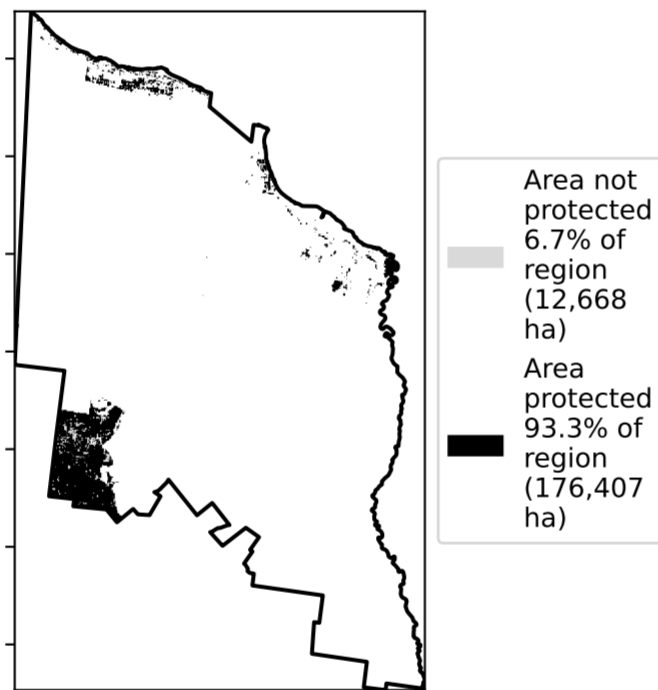 Area not
protected
6.7% of
region
(12,668
ha)
Area
protected
93.3% of
region
(176,407
ha)